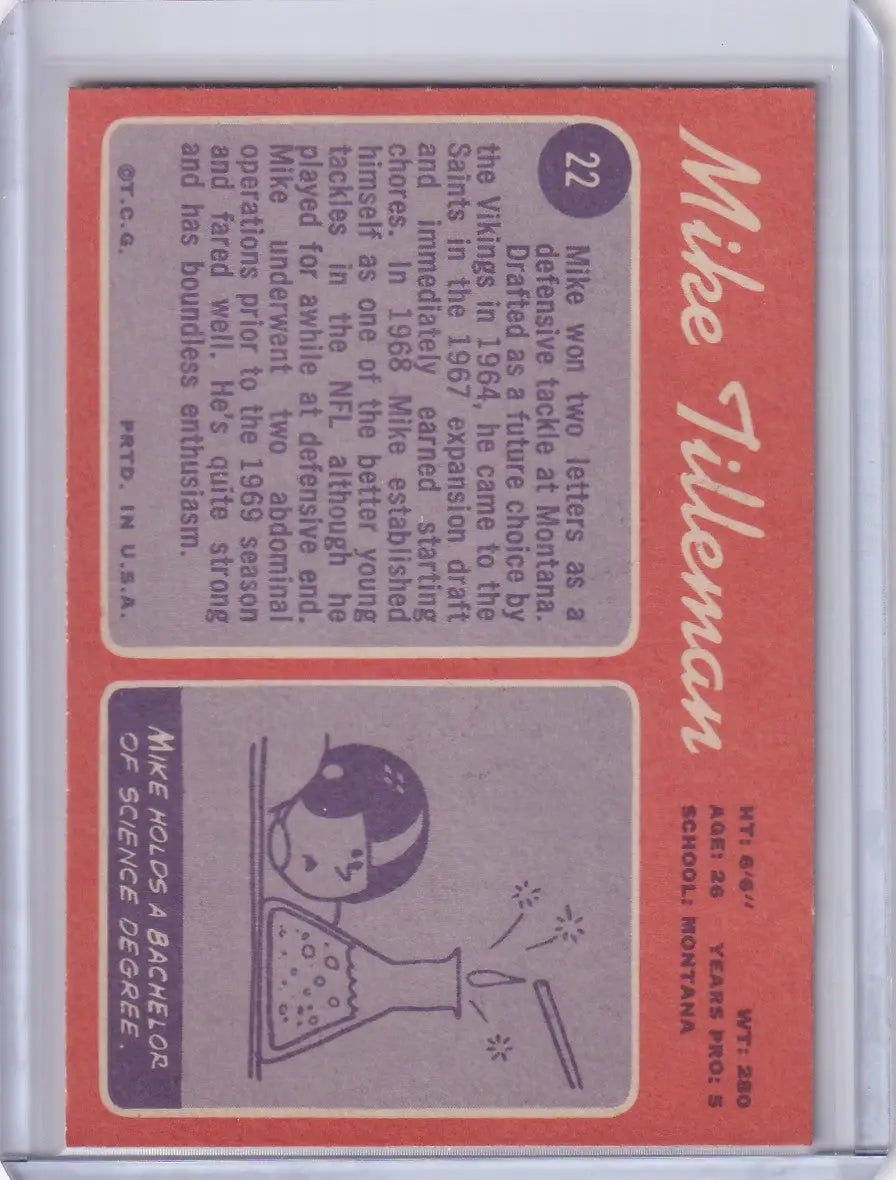 Mike Tilleman
HT: 6'6" WT: 280
AGE: 26 YEARS PRO: 5
SCHOOL: MONTANA
22
Mike won two letters as a
defensive tackle at Montana.
Drafted as a future choice by
the Vikings in 1964, he came to the
Saints in the 1967 expansion draft
and immediately earned starting
chores. In 1968 Mike established
himself as one of the better young
tackles in the NFL although he
played for awhile at defensive end.
Mike underwent two abdominal
operations prior to the 1969 season
and fared well. He's quite strong
and has boundless enthusiasm.
©T.C.G. PRTD. IN U.S.A.
MIKE HOLDS A BACHELOR
OF SCIENCE DEGREE.